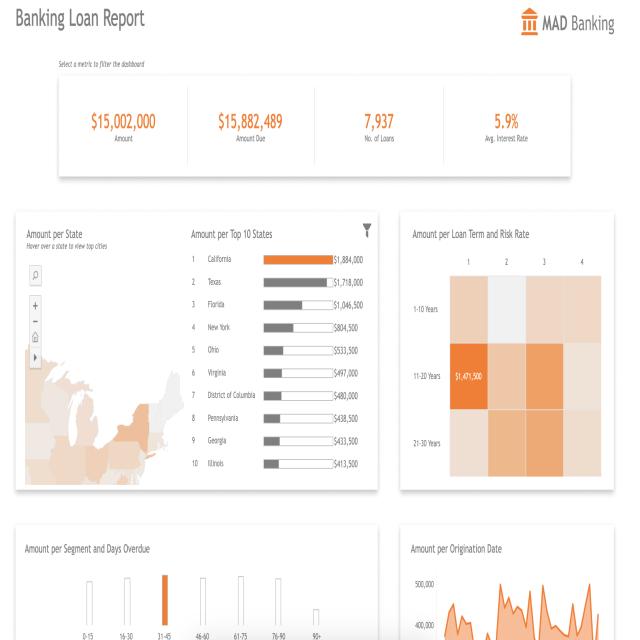 Banking Loan Report
MAD Banking
Select a metric to filter the dashboard
$15,002,000
Amount
$15,882,489
Amount Due
7,937
No. of Loans
5.9%
Avg. Interest Rate
Amount per State
Hover over a state to view top cities
Amount per Top 10 States
1 California $1,884,000
2 Texas $1,718,000
3 Florida $1,046,500
4 New York $804,500
5 Ohio $533,500
6 Virginia $497,000
7 District of Columbia $480,000
8 Pennsylvania $438,500
9 Georgia $433,500
10 Illinois $413,500
Amount per Loan Term and Risk Rate
1 2 3 4
1-10 Years
11-20 Years $1,471,500
21-30 Years
Amount per Segment and Days Overdue
0-15 16-30 31-45 46-60 61-75 76-90 90+
Amount per Origination Date
500,000
400,000